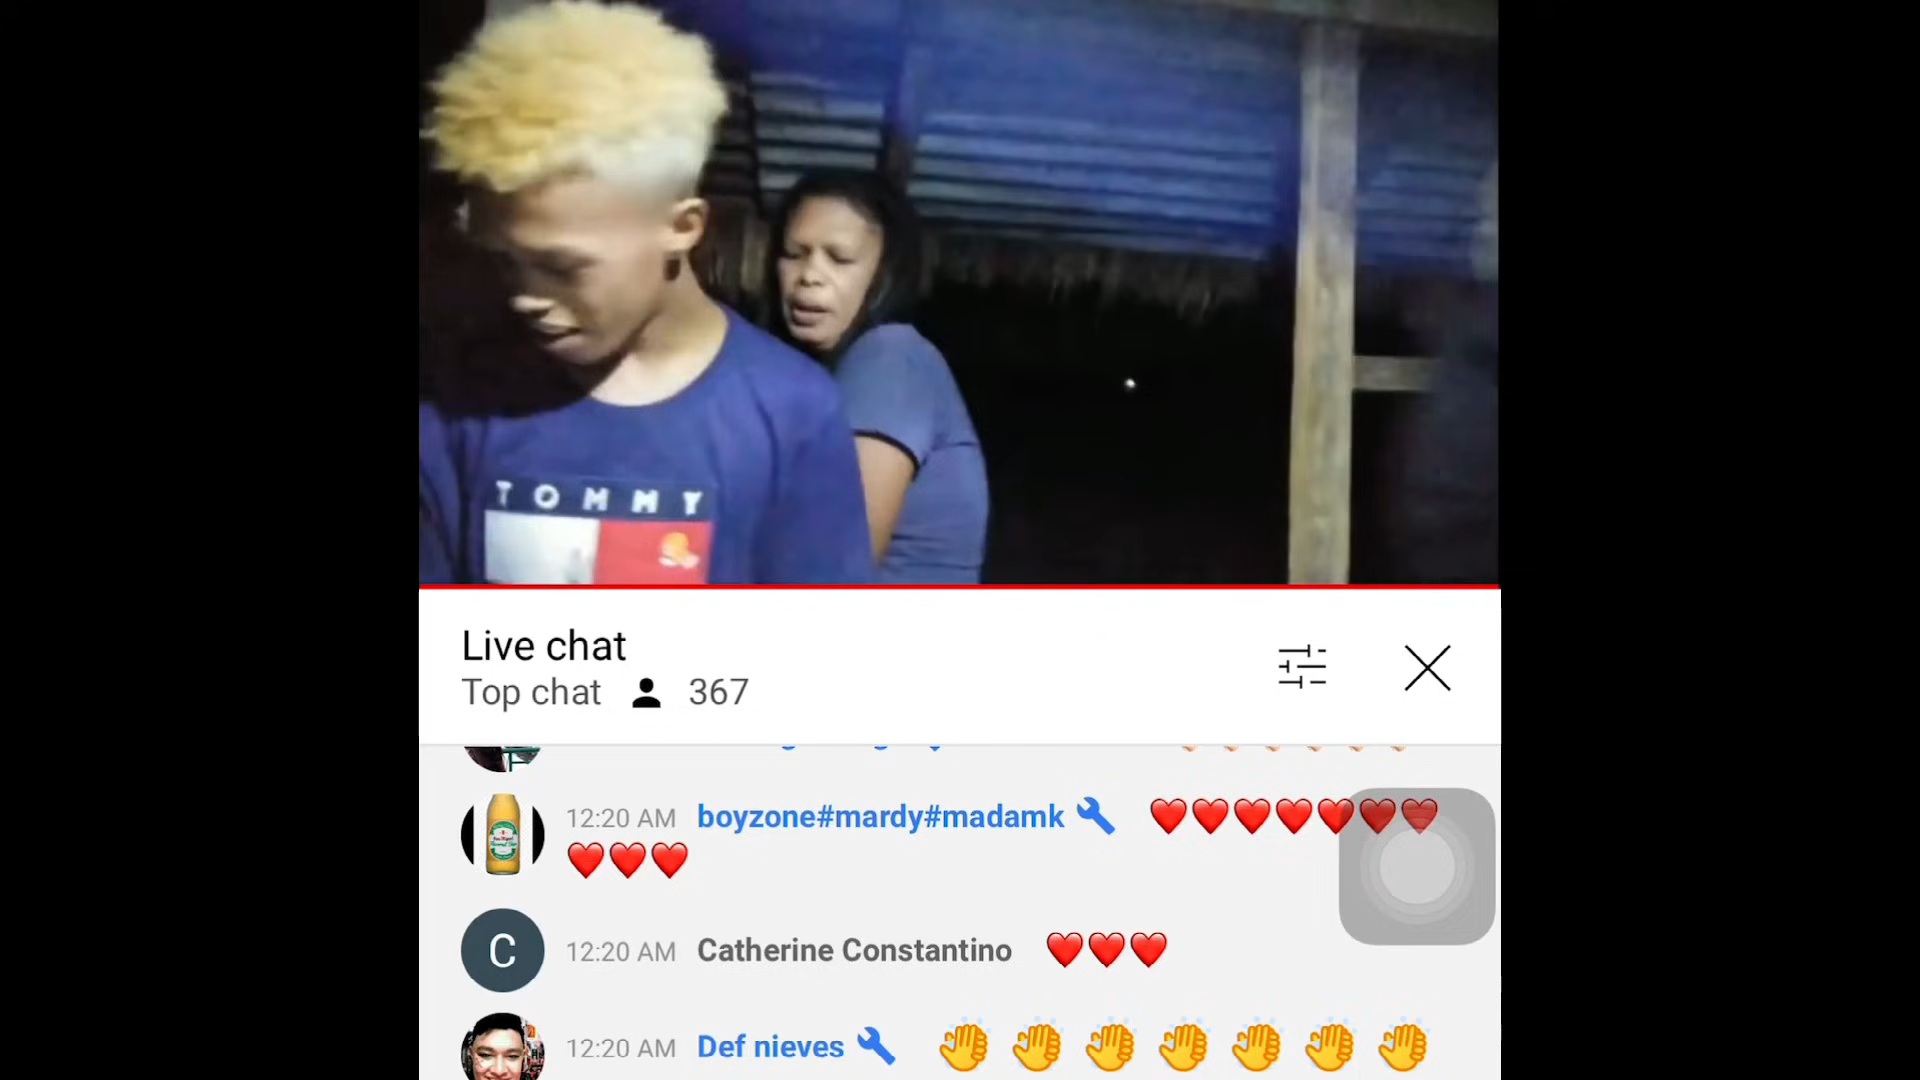 TOMMY
Live chat
Top chat 367
12:20 AM boyzone#mardy#madamk
12:20 AM Catherine Constantino
C
12:20 AM Def nieves